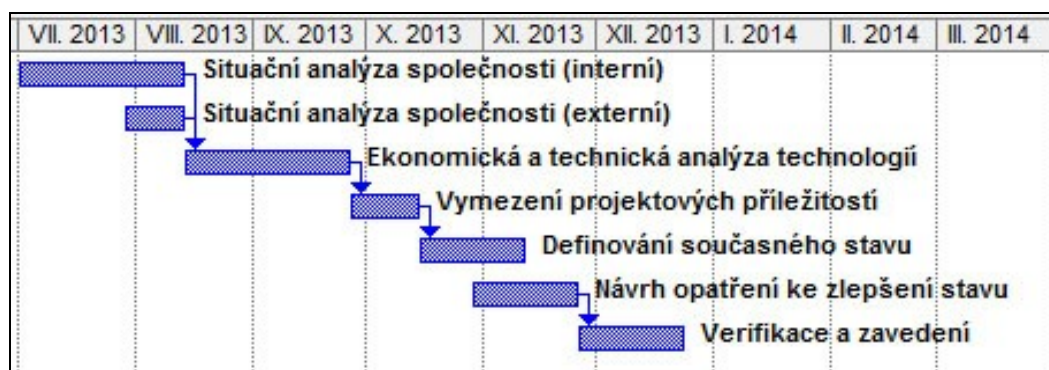 VII. 2013 VIII. 2013 IX. 2013 X. 2013 XI. 2013 XII. 2013 I. 2014 II. 2014 III. 2014
Situační analýza společnosti (interní)
Situační analýza společnosti (externí)
Ekonomická a technická analýza technologií
Vymezení projektových příležitostí
Definování současného stavu
Návrh opatření ke zlepšení stavu
Verifikace a zavedení